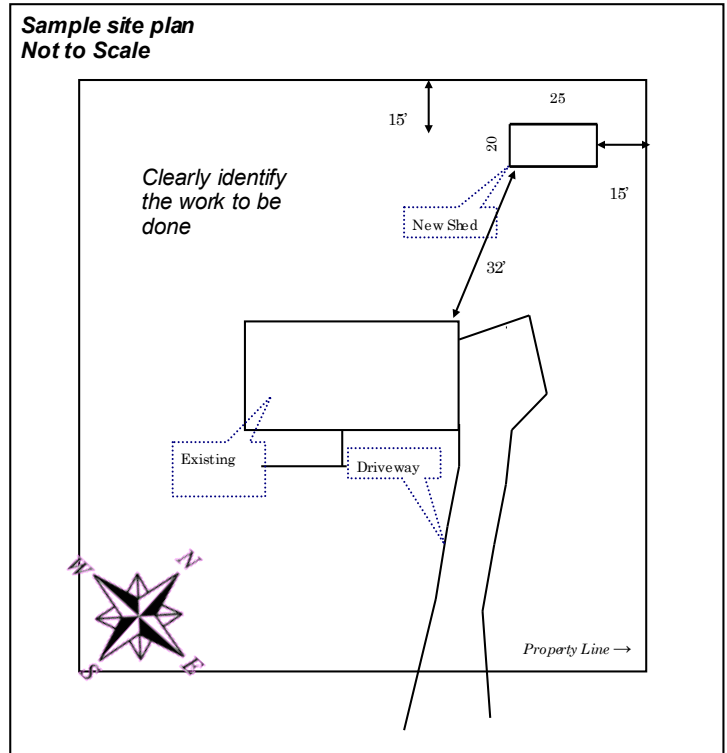 Sample site plan
Not to Scale
25
15'
20
Clearly identify
the work to be
done
15'
New Shed
32'
Existing
Driveway
W
N
S
E
Property Line →